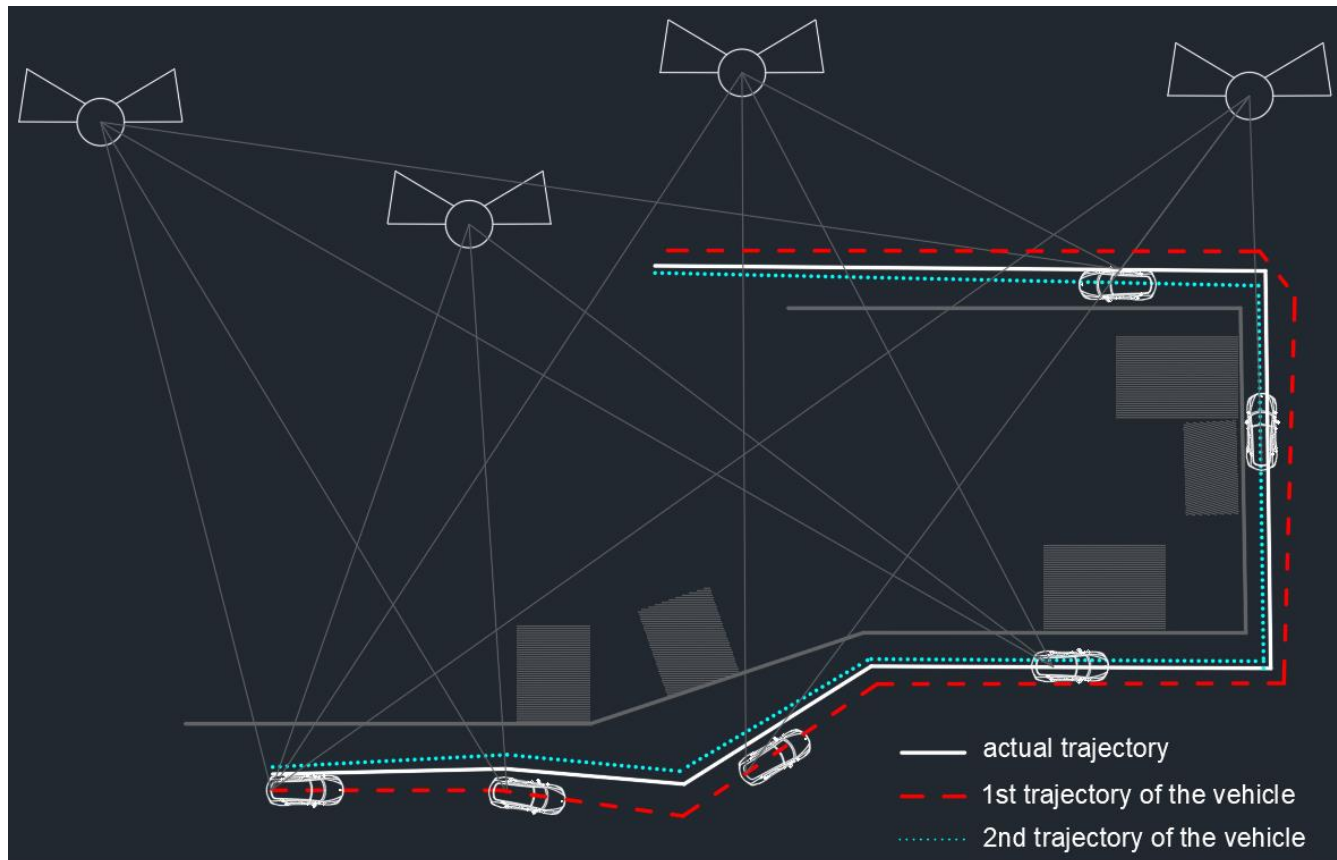 actual trajectory
1st trajectory of the vehicle
2nd trajectory of the vehicle